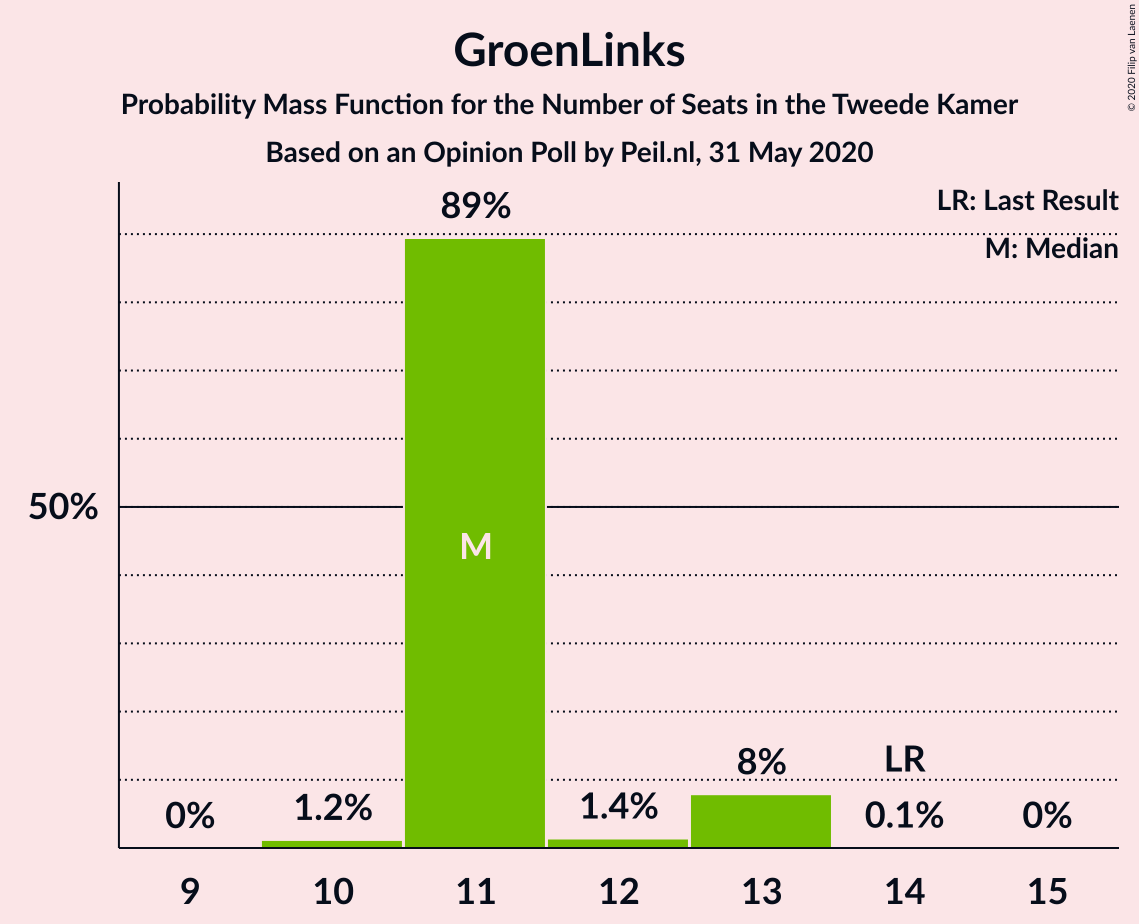 GroenLinks
Probability Mass Function for the Number of Seats in the Tweede Kamer
Based on an Opinion Poll by Peil.nl, 31 May 2020
© 2020 Filip van Laenen
LR: Last Result
M: Median
89%
50%
M
0%
1.2%
1.4%
8%
LR
0.1%
0%
9 10 11 12 13 14 15